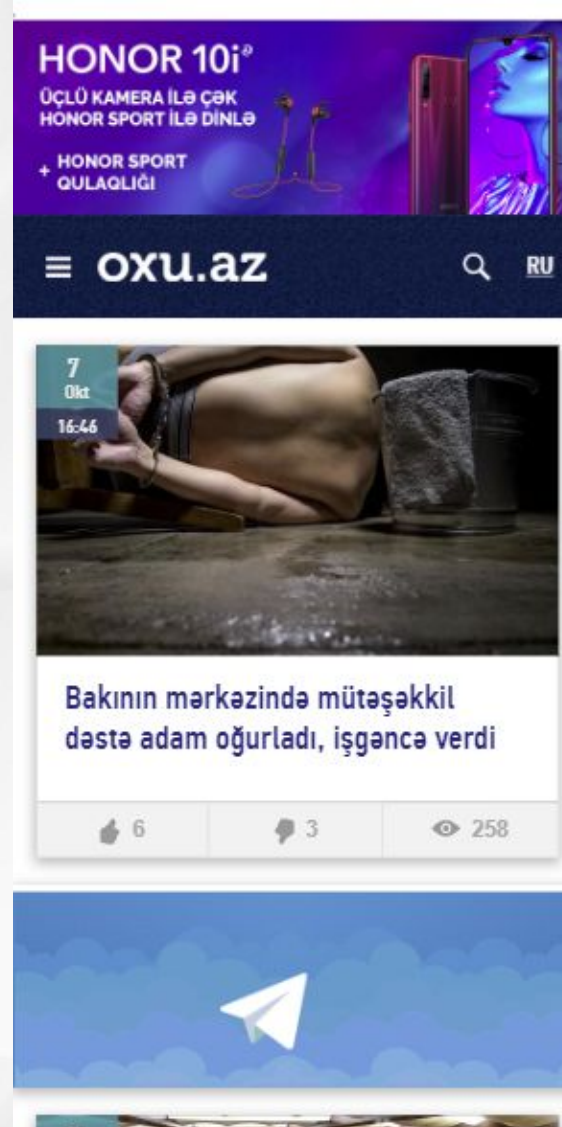 HONOR 10i
ÜÇLÜ KAMERA İLƏ ÇƏK
HONOR SPORT İLƏ DİNLƏ
+ HONOR SPORT
QULAQLIĞI
oxu.az
RU
7
Okt
16:46
Bakının mərkəzində mütəşəkkil
dəstə adam oğurladı, işgəncə verdi
6 3 258